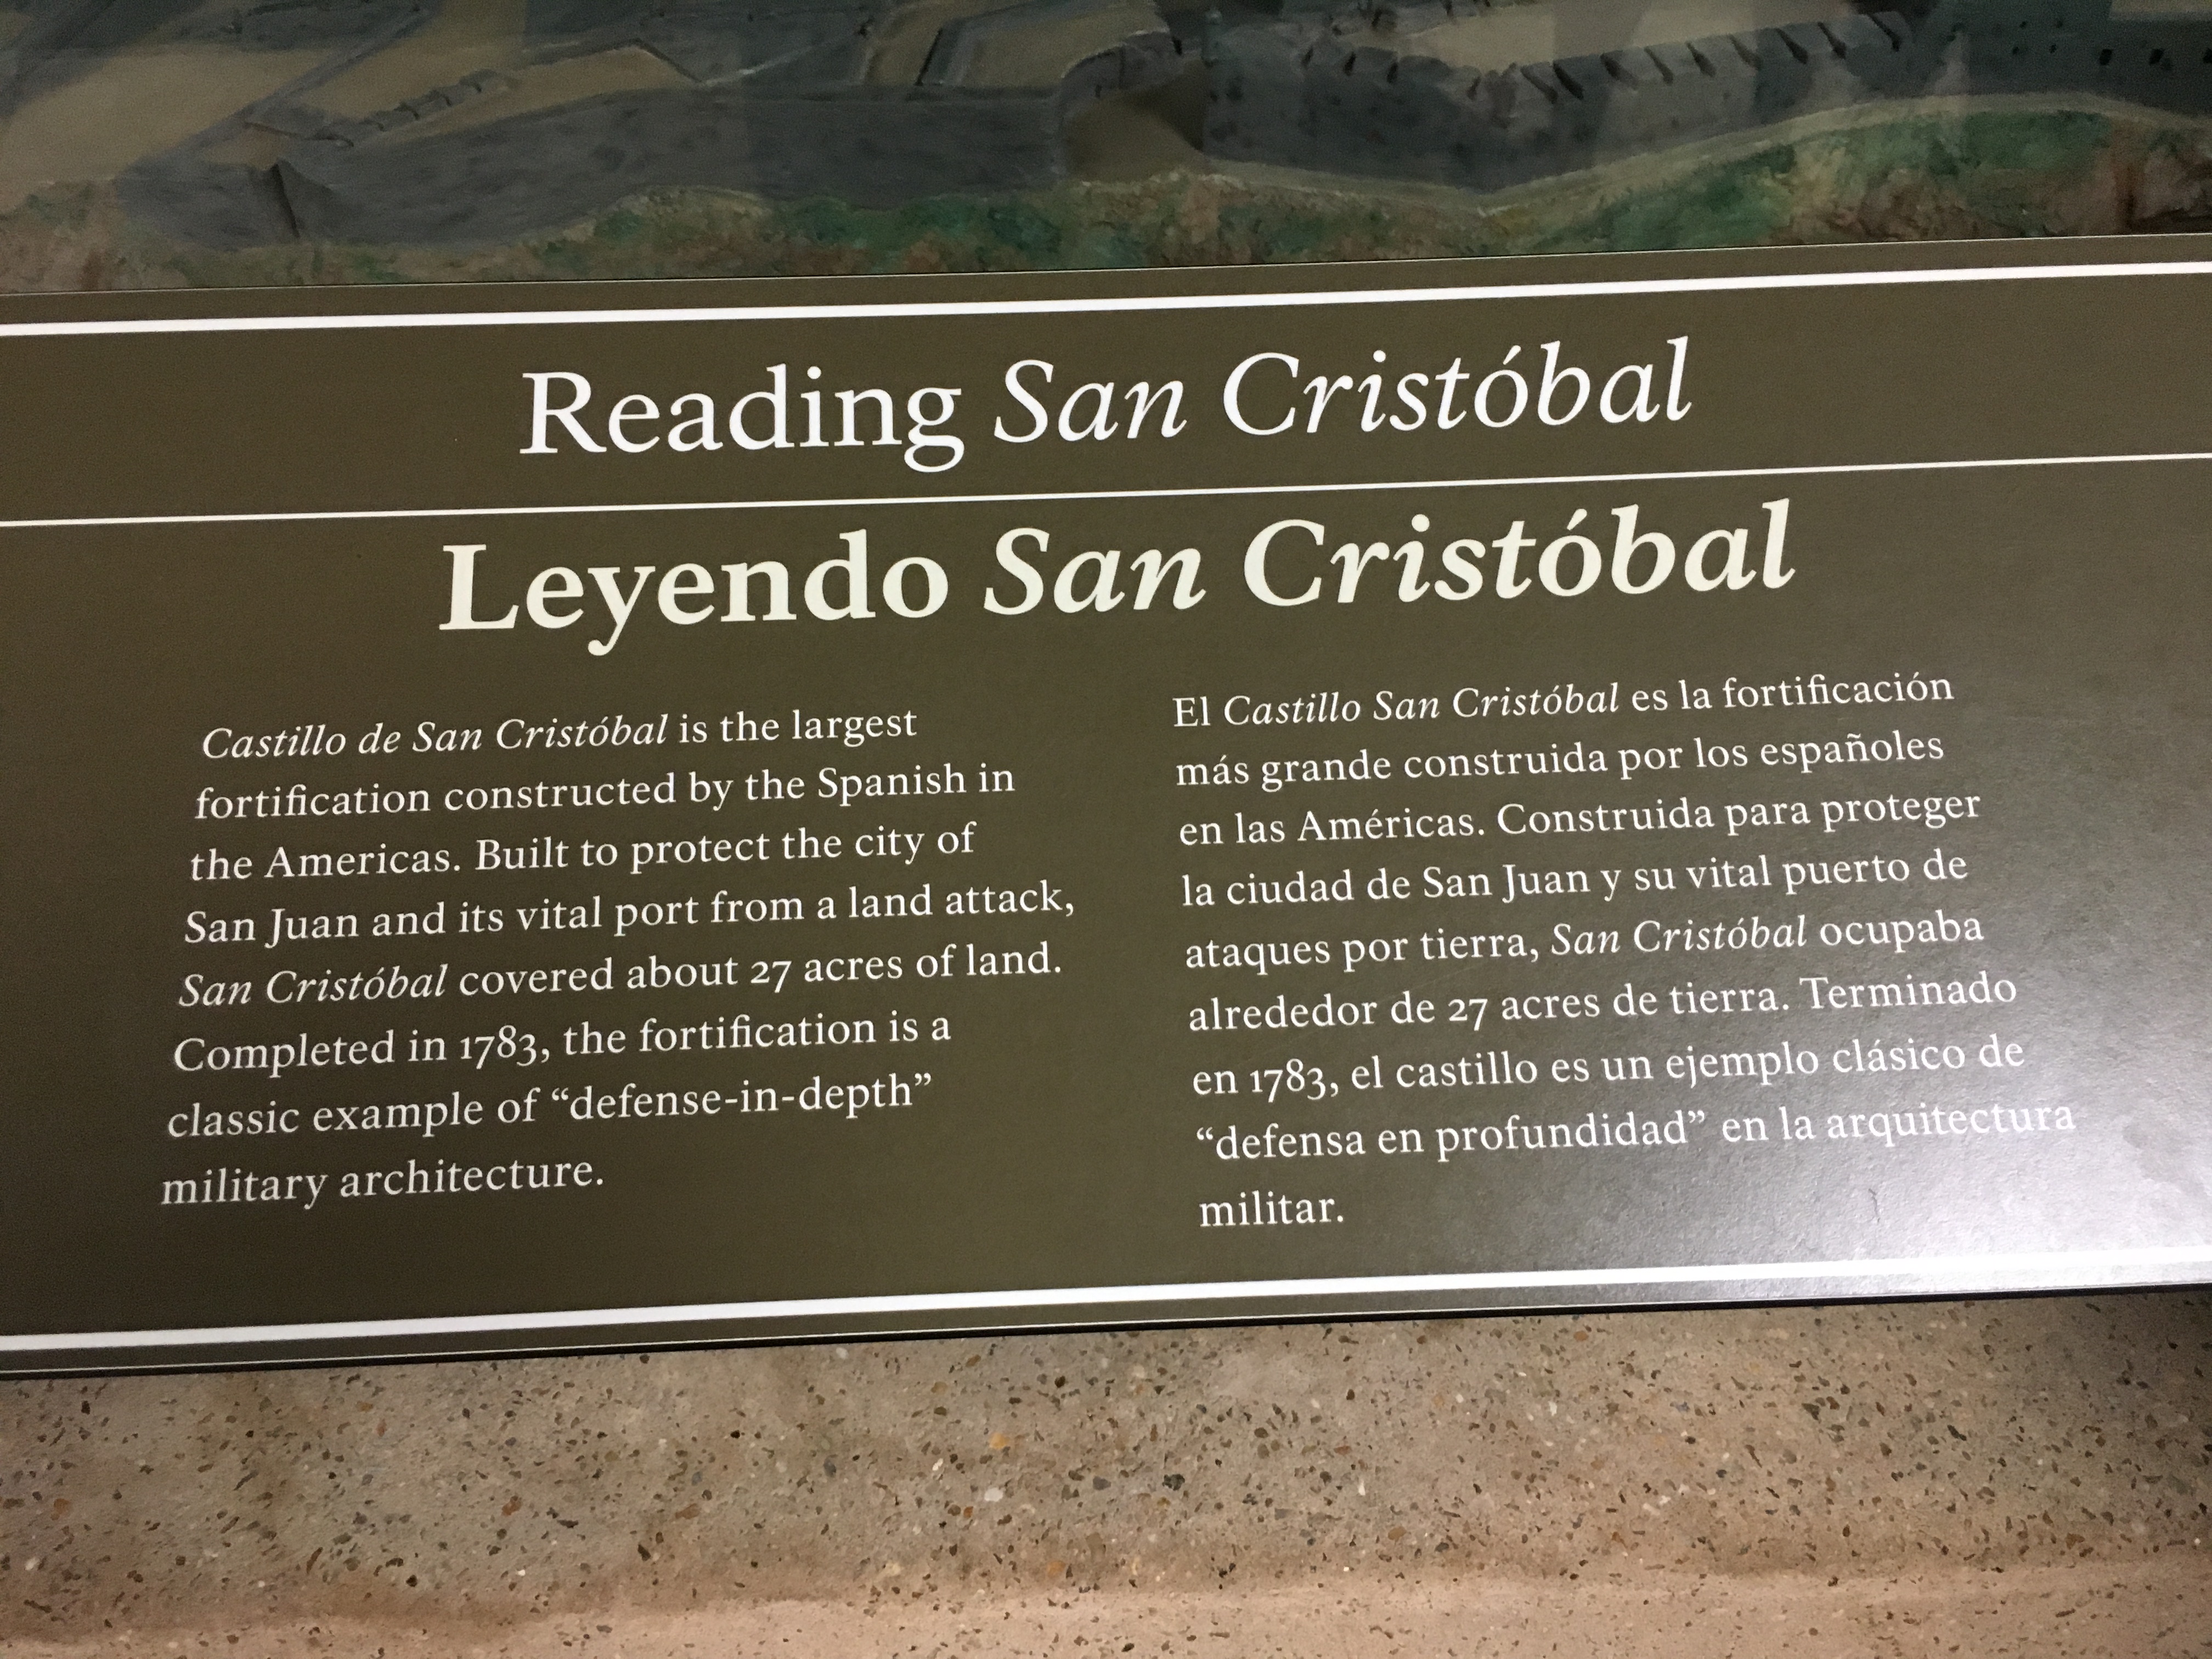 Reading San Cristóbal
Leyendo San Cristóbal
Castillo de San Cristóbal is the largest
fortification constructed by the Spanish in
the Americas. Built to protect the city of
San Juan and its vital port from a land attack,
San Cristóbal covered about 27 acres of land.
Completed in 1783, the fortification is a
classic example of “defense-in-depth”
military architecture.
El Castillo San Cristóbal es la fortificación
más grande construida por los españoles
en las Américas. Construida para proteger
la ciudad de San Juan y su vital puerto de
ataques por tierra, San Cristóbal ocupaba
alrededor de 27 acres de tierra. Terminado
en 1783, el castillo es un ejemplo clásico de
“defensa en profundidad” en la arquitectura
militar.